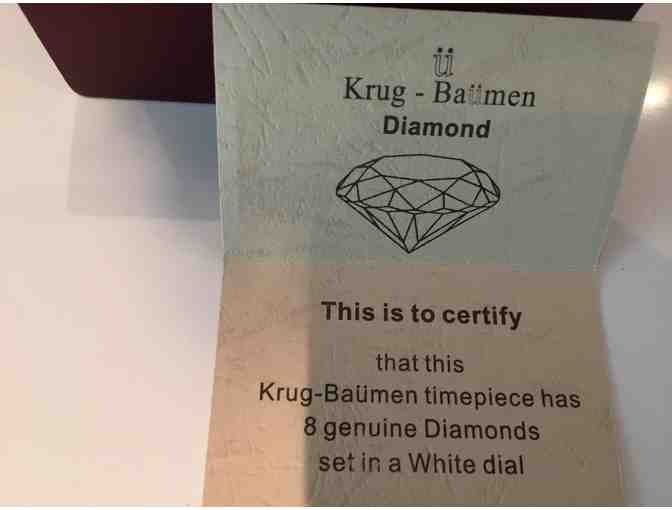 ü
Krug - Baümen
Diamond
This is to certify
that this
Krug-Baümen timepiece has
8 genuine Diamonds
set in a White dial